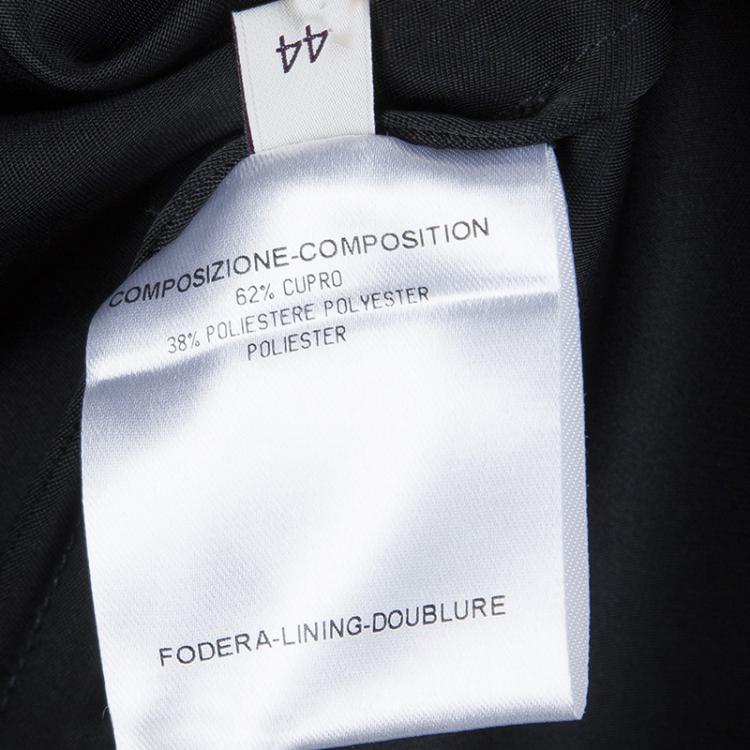 44
COMPOSIZIONE-COMPOSITION
62% CUPRO
38% POLIESTERE POLYESTER
POLIESTER
FODERA-LINING-DOUBLURE